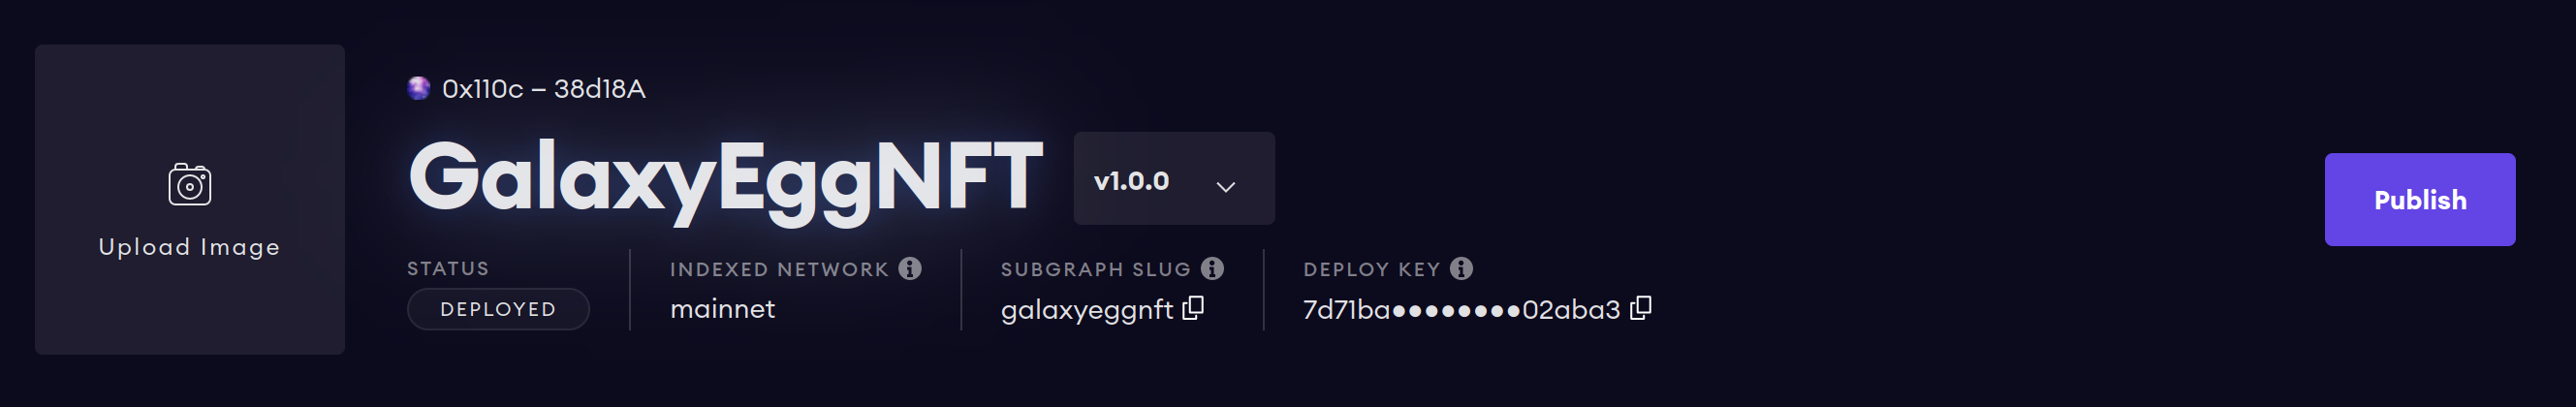 0x110c – 38d18A
Upload Image
GalaxyEggNFT
v1.0.0
Publish
STATUS
DEPLOYED
INDEXED NETWORK
mainnet
SUBGRAPH SLUG
galaxyeggnft
DEPLOY KEY
7d71ba●●●●●●●●02aba3